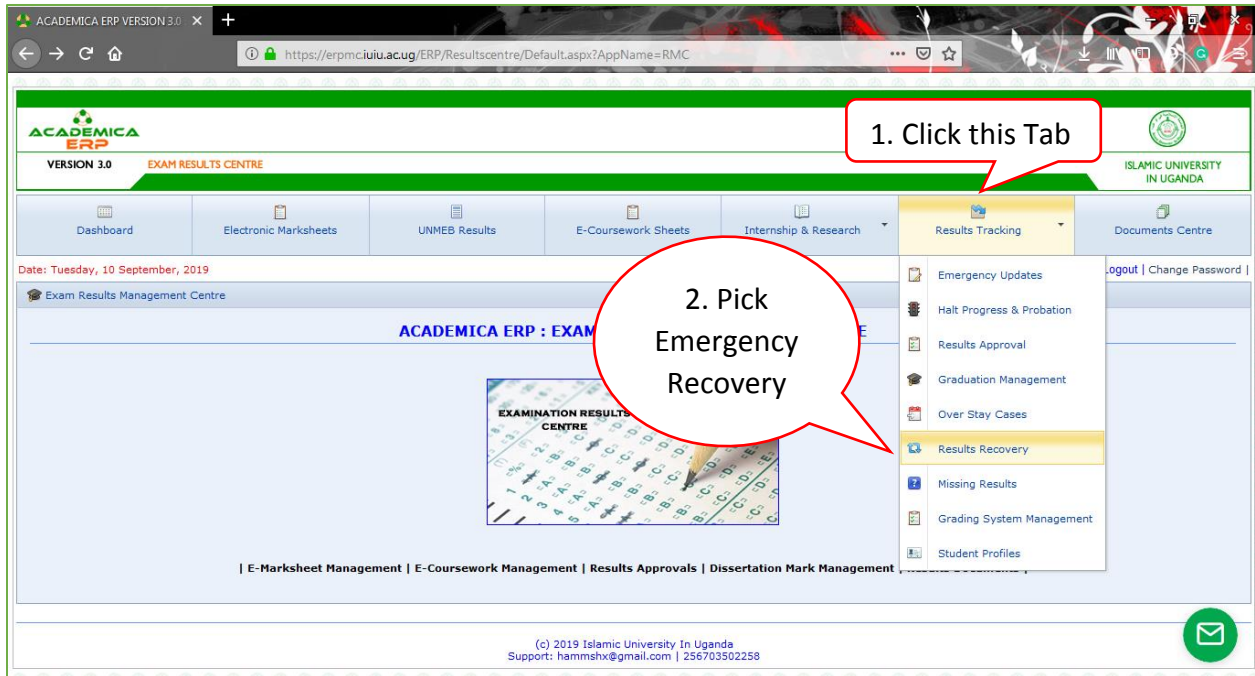 ACADEMICA ERP VERSION 3.0
https://erpmc.iuiu.ac.ug/ERP/Resultscentre/Default.aspx?AppName=RMC
ACADEMICA
ERP
VERSION 3.0
EXAM RESULTS CENTRE
1. Click this Tab
ISLAMIC UNIVERSITY
IN UGANDA
Dashboard
Electronic Marksheets
UNMEB Results
E-Coursework Sheets
Internship & Research
Results Tracking
Documents Centre
Date: Tuesday, 10 September, 2019
ogout | Change Password |
Exam Results Management Centre
ACADEMICA ERP : EXAM
E
2. Pick
Emergency
Recovery
Emergency Updates
Halt Progress & Probation
Results Approval
Graduation Management
Over Stay Cases
Results Recovery
Missing Results
Grading System Management
Student Profiles
EXAMINATION RESULTS
CENTRE
| E-Marksheet Management | E-Coursework Management | Results Approvals | Dissertation Mark Management
(c) 2019 Islamic University In Uganda
Support: hammshx@gmail.com | 256703502258